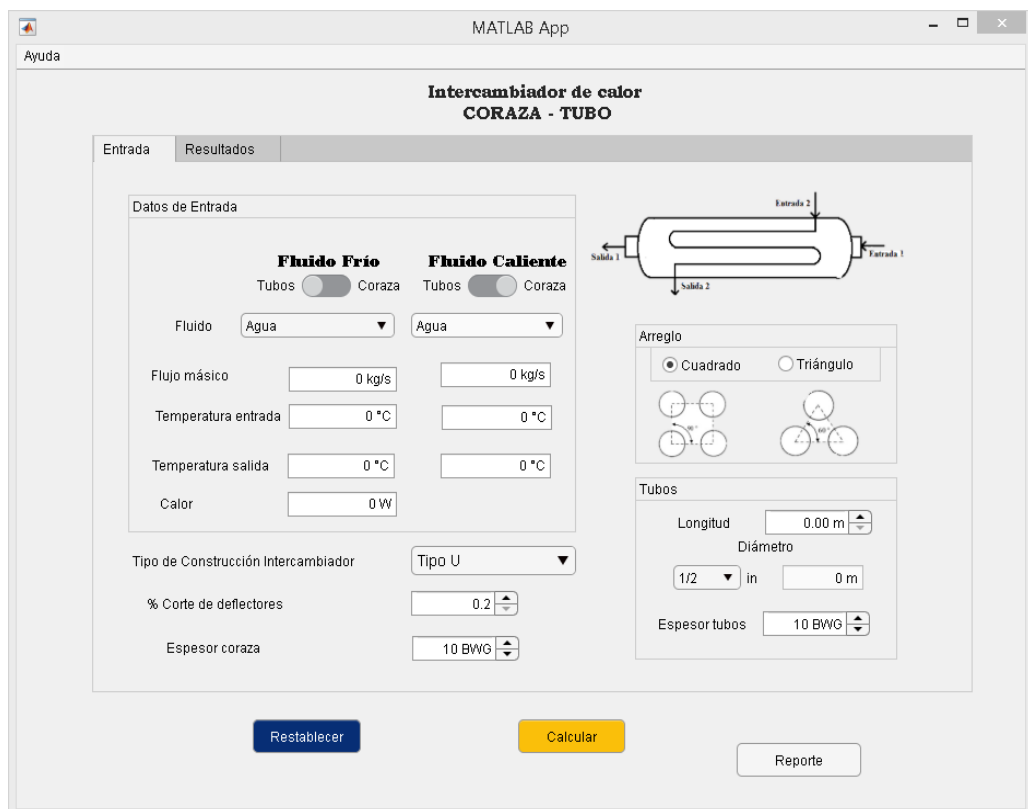 MATLAB App
Ayuda
Intercambiador de calor
CORAZA - TUBO
Entrada Resultados
Datos de Entrada
Fluido Frío Fluido Caliente
Tubos Coraza Tubos Coraza
Fluido Agua Agua
Flujo másico 0 kg/s 0 kg/s
Temperatura entrada 0 °C 0 °C
Temperatura salida 0 °C 0 °C
Calor 0 W
Tipo de Construcción Intercambiador Tipo U
% Corte de deflectores 0.2
Espesor coraza 10 BWG
Entrada 2
Salida 1 Entrada 1
Salida 2
Arreglo
Cuadrado Triángulo
90° 60°
Tubos
Longitud 0.00 m
Diámetro
1/2 in 0 m
Espesor tubos 10 BWG
Restablecer Calcular
Reporte